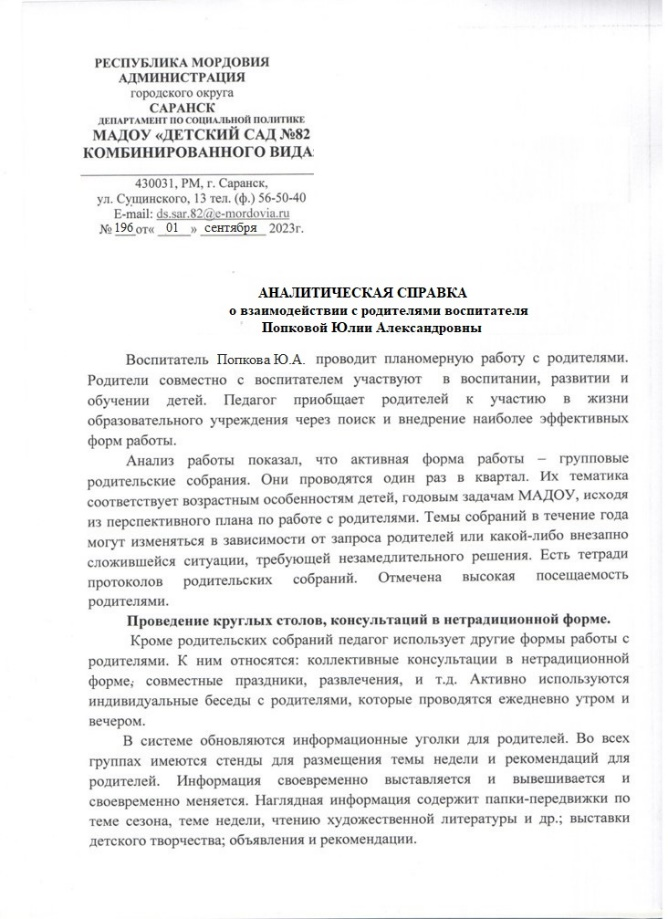 РЕСПУБЛИКА МОРДОВИЯ
АДМИНИСТРАЦИЯ
городского округа
САРАНСК
ДЕПАРТАМЕНТ ПО СОЦИАЛЬНОЙ ПОЛИТИКЕ
МАДОУ «ДЕТСКИЙ САД №82
КОМБИНИРОВАННОГО ВИДА
430031, РМ, г. Саранск,
ул. Сущинского, 13 тел. (ф.) 56-50-40
E-mail: ds.sar.82@e-mordovia.ru
№ 196 от« 01 » сентября 2023г.
АНАЛИТИЧЕСКАЯ СПРАВКА
о взаимодействии с родителями воспитателя
Попковой Юлии Александровны
Воспитатель Попкова Ю.А. проводит планомерную работу с родителями.
Родители совместно с воспитателем участвуют в воспитании, развитии и
обучении детей. Педагог приобщает родителей к участию в жизни
образовательного учреждения через поиск и внедрение наиболее эффективных
форм работы.
Анализ работы показал, что активная форма работы – групповые
родительские собрания. Они проводятся один раз в квартал. Их тематика
соответствует возрастным особенностям детей, годовым задачам МАДОУ, исходя
из перспективного плана по работе с родителями. Темы собраний в течение года
могут изменяться в зависимости от запроса родителей или какой-либо внезапно
сложившейся ситуации, требующей незамедлительного решения. Есть тетради
протоколов родительских собраний. Отмечена высокая посещаемость
родителями.
Проведение круглых столов, консультаций в нетрадиционной форме.
Кроме родительских собраний педагог использует другие формы работы с
родителями. К ним относятся: коллективные консультации в нетрадиционной
форме, совместные праздники, развлечения, и т.д. Активно используются
индивидуальные беседы с родителями, которые проводятся ежедневно утром и
вечером.
В системе обновляются информационные уголки для родителей. Во всех
группах имеются стенды для размещения темы недели и рекомендаций для
родителей. Информация своевременно выставляется и вывешивается и
своевременно меняется. Наглядная информация содержит папки-передвижки по
теме сезона, теме недели, чтению художественной литературы и др.; выставки
детского творчества; объявления и рекомендации.